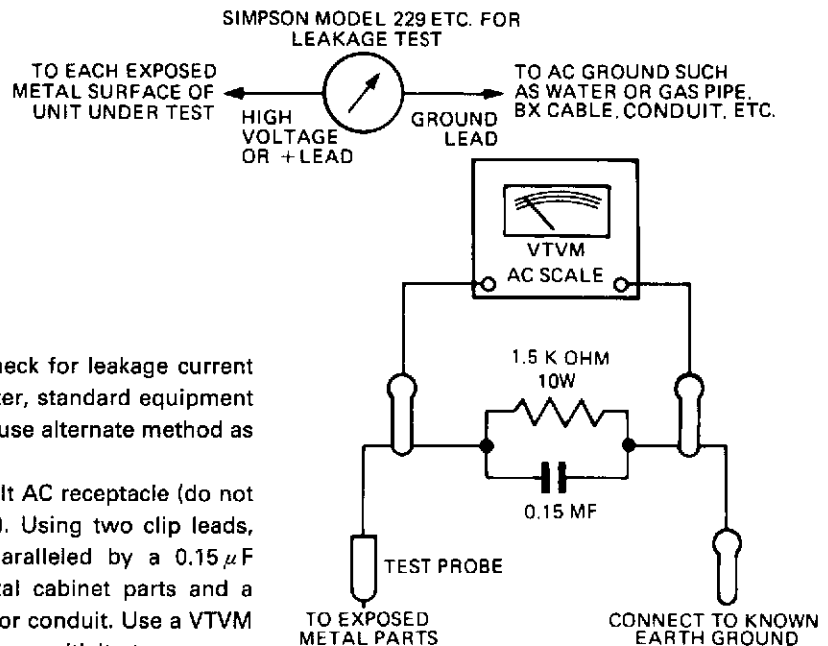 SIMPSON MODEL 229 ETC. FOR
LEAKAGE TEST
TO EACH EXPOSED
METAL SURFACE OF
UNIT UNDER TEST
HIGH
VOLTAGE
OR + LEAD
GROUND
LEAD
TO AC GROUND SUCH
AS WATER OR GAS PIPE,
BX CABLE, CONDUIT, ETC.
VTVM
AC SCALE
1.5 K OHM
10W
0.15 MF
TEST PROBE
TO EXPOSED
METAL PARTS
CONNECT TO KNOWN
EARTH GROUND
heck for leakage current
ter, standard equipment
use alternate method as
lt AC receptacle (do not
). Using two clip leads,
aralleled by a 0.15 μF
tal cabinet parts and a
or conduit. Use a VTVM